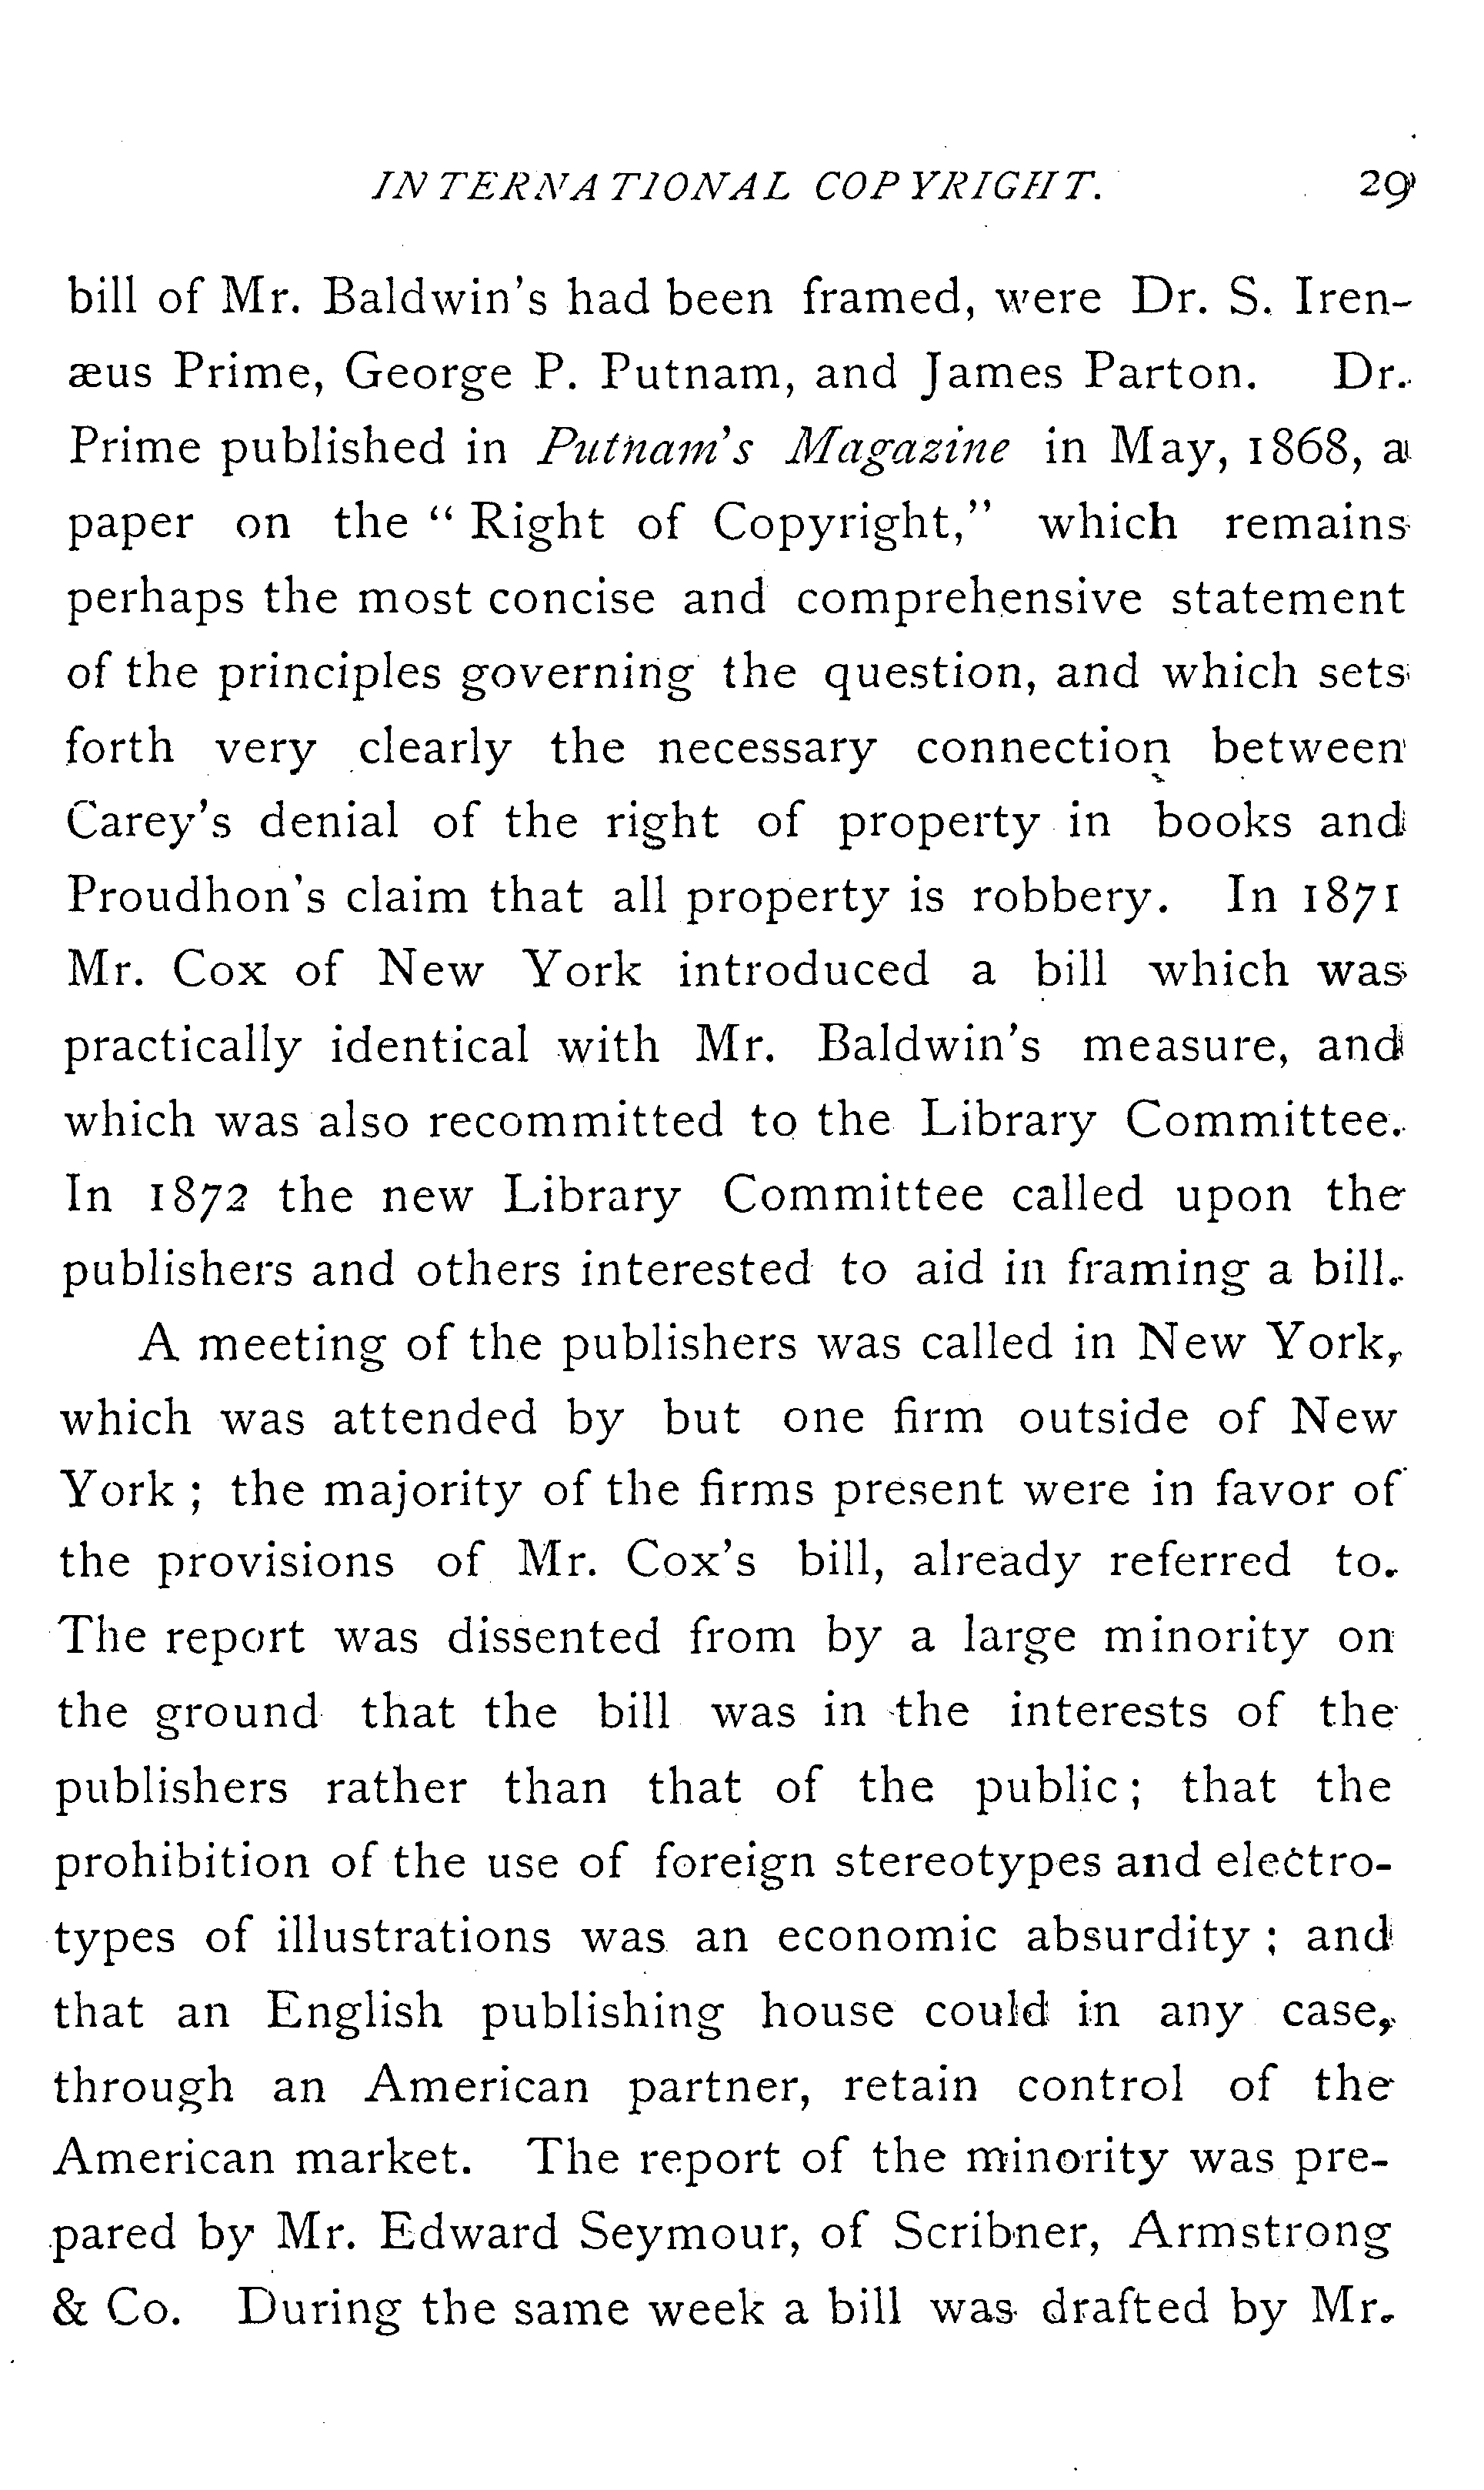 INTERNATIONAL COPYRIGHT. 29
bill of Mr. Baldwin's had been framed, were Dr. S. Iren-
æus Prime, George P. Putnam, and James Parton. Dr.
Prime published in Putnam's Magazine in May, 1868, a
paper on the " Right of Copyright," which remains
perhaps the most concise and comprehensive statement
of the principles governing the question, and which sets
forth very clearly the necessary connection between
Carey's denial of the right of property in books and
Proudhon's claim that all property is robbery. In 1871
Mr. Cox of New York introduced a bill which was
practically identical with Mr. Baldwin's measure, and
which was also recommitted to the Library Committee.
In 1872 the new Library Committee called upon the
publishers and others interested to aid in framing a bill.
A meeting of the publishers was called in New York,
which was attended by but one firm outside of New
York ; the majority of the firms present were in favor of
the provisions of Mr. Cox's bill, already referred to.
The report was dissented from by a large minority on
the ground that the bill was in the interests of the
publishers rather than that of the public ; that the
prohibition of the use of foreign stereotypes and electro-
types of illustrations was an economic absurdity ; and
that an English publishing house could in any case,
through an American partner, retain control of the
American market. The report of the minority was pre-
pared by Mr. Edward Seymour, of Scribner, Armstrong
& Co. During the same week a bill was drafted by Mr.